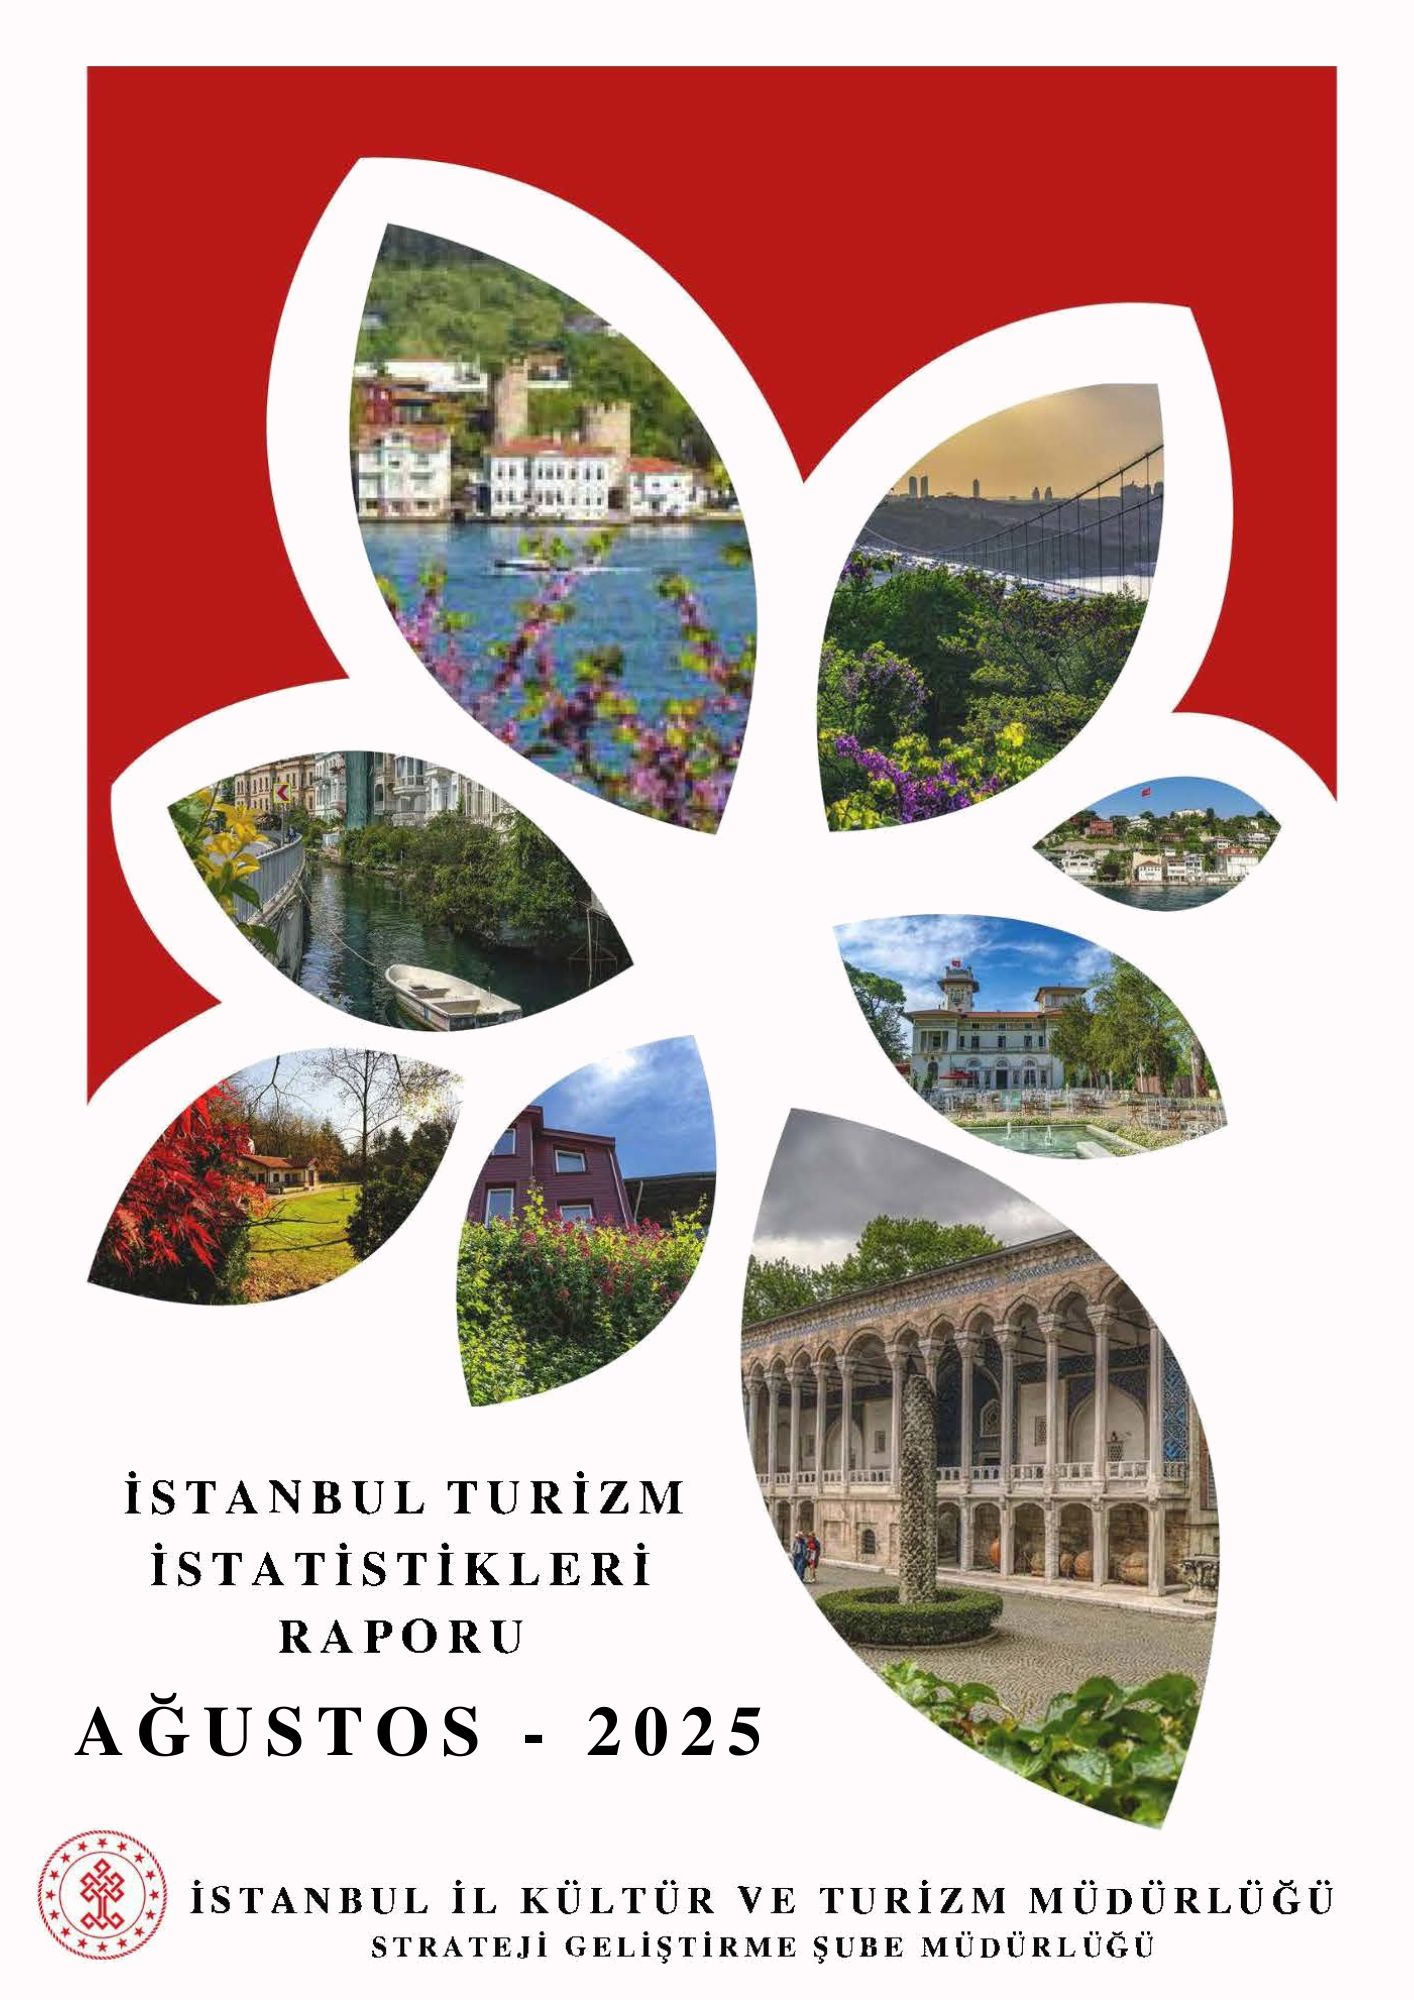 İSTANBUL TURİZM
İSTATİSTİKLERİ
RAPORU
AĞUSTOS - 2025
İSTANBUL İL KÜLTÜR VE TURİZM MÜDÜRLÜĞÜ
STRATEJİ GELİŞTİRME ŞUBE MÜDÜRLÜĞÜ